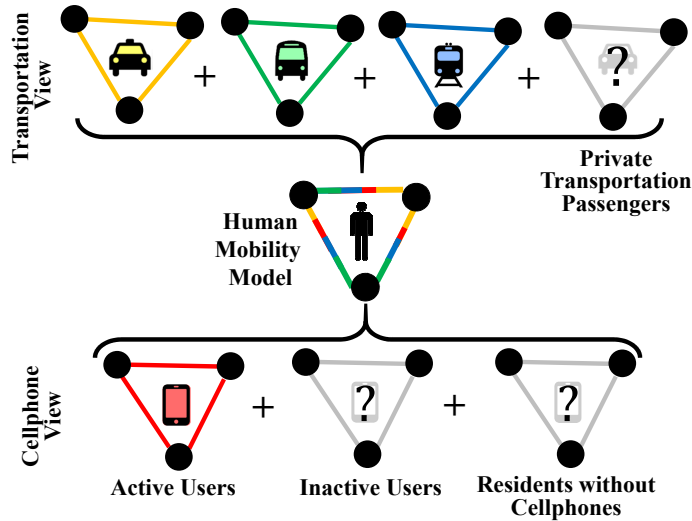 Transportation
View
+
+
+
?
Private
Transportation
Passengers
Human
Mobility
Model
Cellphone
View
+
?
+
?
Active Users
Inactive Users
Residents without
Cellphones